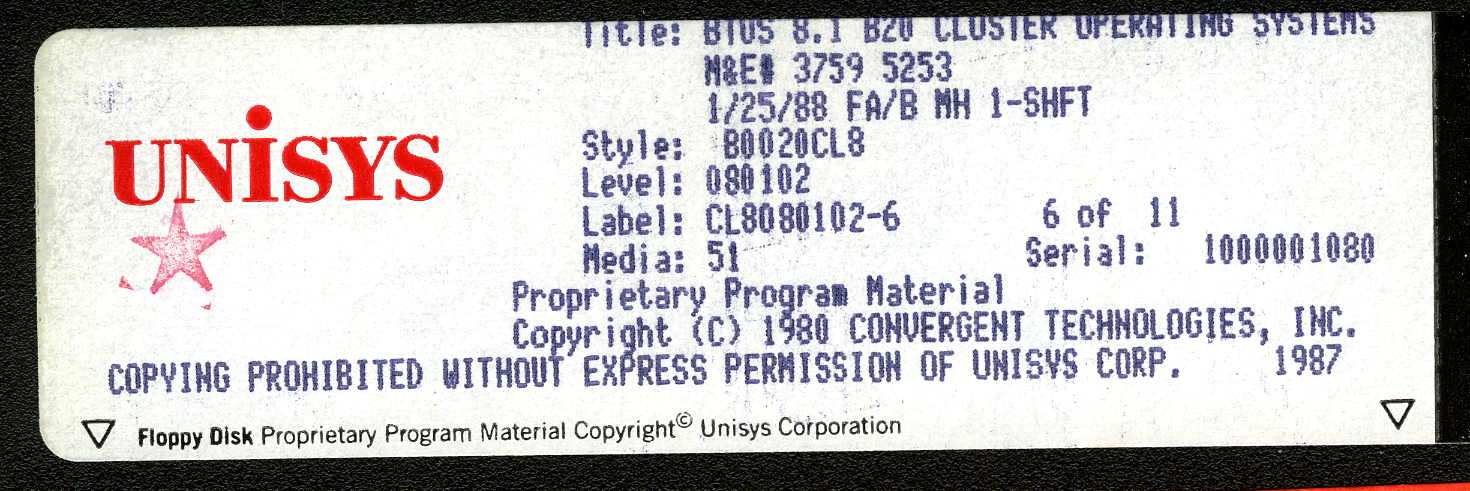 Title: BTOS 8.1 B20 CLUSTER OPERATING SYSTEMS
M&E# 3759 5253
1/25/88 FA/B MH 1-SHFT
UNiSYS
Style: B0020CL8
Level: 080102
Label: CL8080102-6 6 of 11
Media: 51 Serial: 1000001080
Proprietary Program Material
Copyright (C) 1980 CONVERGENT TECHNOLOGIES, INC.
COPYING PROHIBITED WITHOUT EXPRESS PERMISSION OF UNISYS CORP. 1987
Floppy Disk Proprietary Program Material Copyright© Unisys Corporation